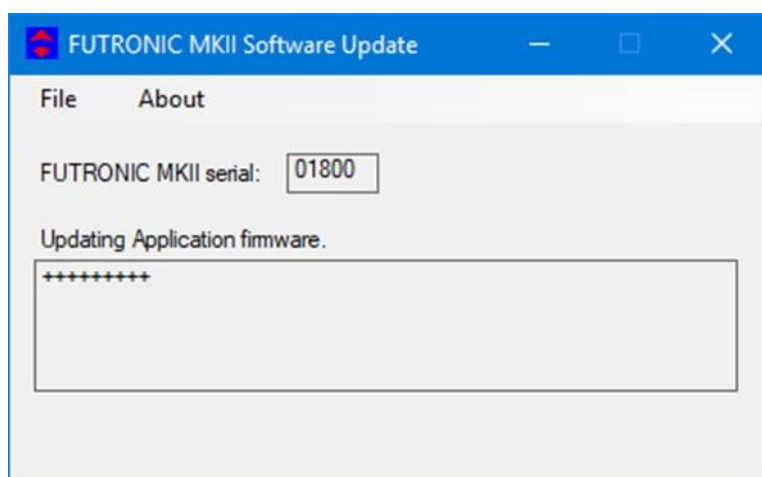 FUTRONIC MKII Software Update
File About
FUTRONIC MKII serial: 01800
Updating Application firmware.
+++++++++